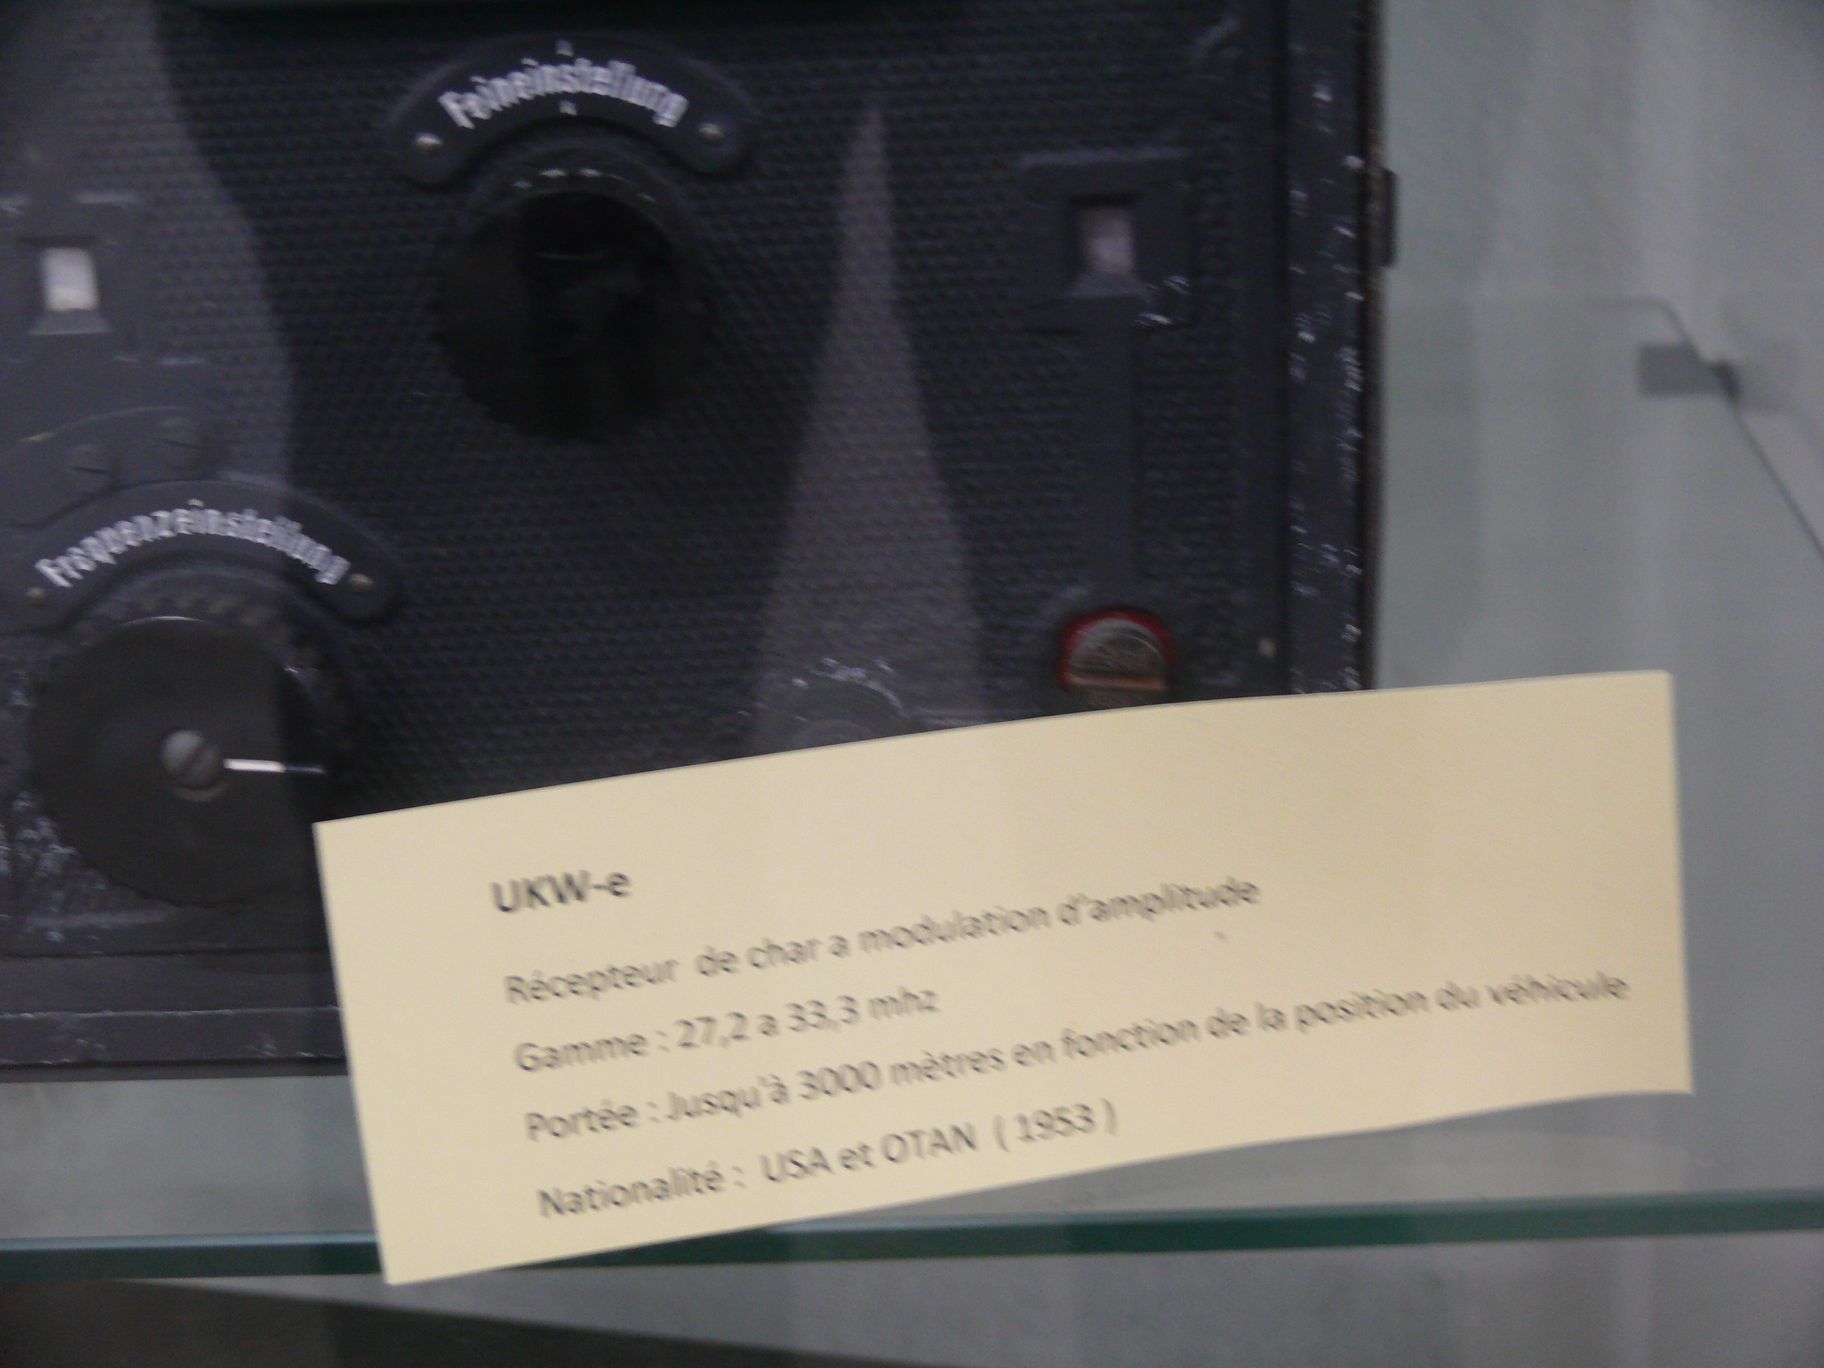 Feineinstellung
Frequenzeinstellung
UKW-e
Récepteur de char a modulation d'amplitude
Gamme : 27,2 a 33,3 mhz
Portée : Jusqu'à 3000 mètres en fonction de la position du véhicule
Nationalité : USA et OTAN ( 1953 )